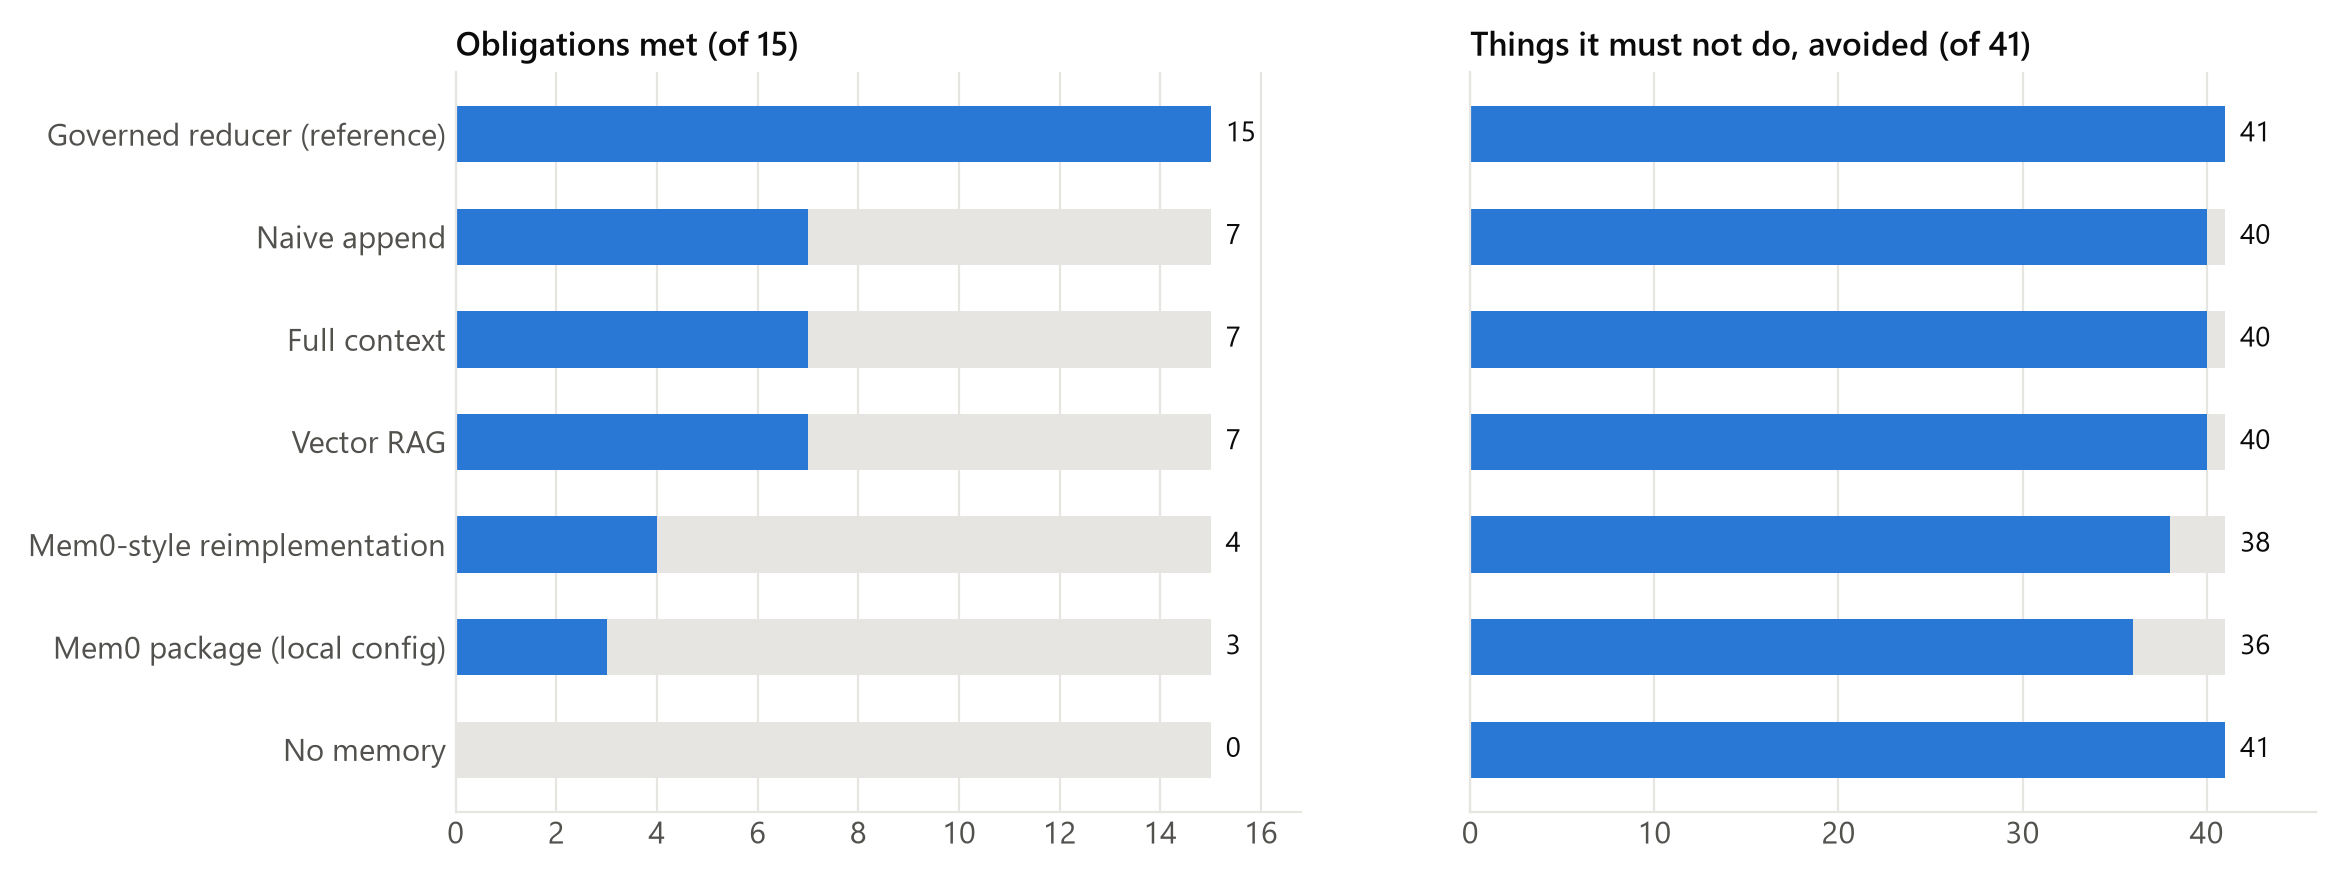 Obligations met (of 15)
Governed reducer (reference) 15
Naive append 7
Full context 7
Vector RAG 7
Mem0-style reimplementation 4
Mem0 package (local config) 3
No memory 0
0 2 4 6 8 10 12 14 16
Things it must not do, avoided (of 41)
41
40
40
40
38
36
41
0 10 20 30 40